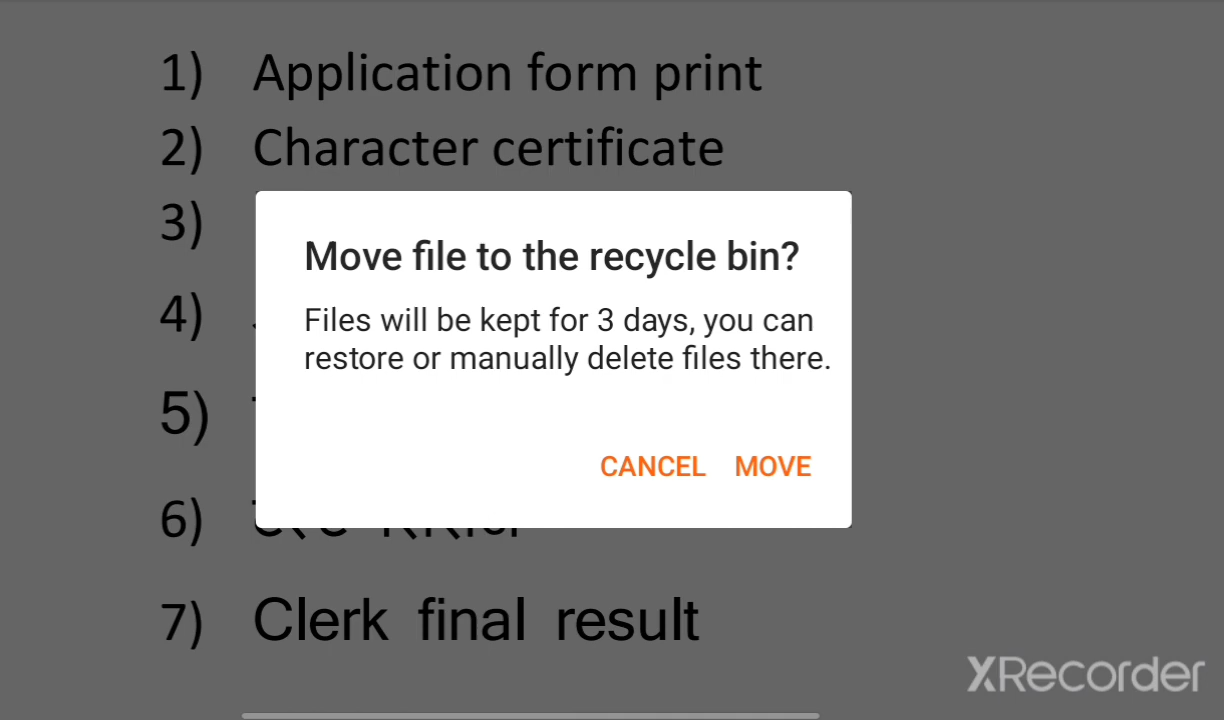 1) Application form print
2) Character certificate
3)
Move file to the recycle bin?
4)
Files will be kept for 3 days, you can
restore or manually delete files there.
5)
CANCEL MOVE
6)
7) Clerk final result
XRecorder